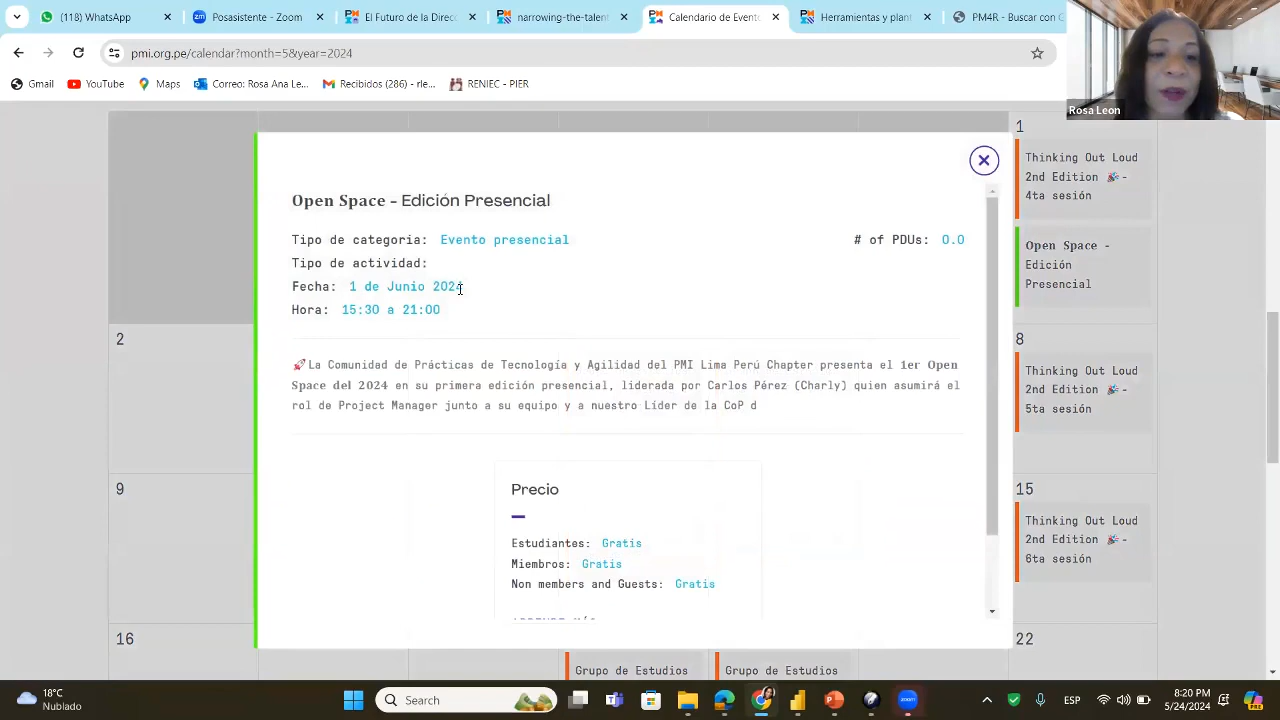 (118) WhatsApp
Posasistente - Zoom
El Futuro de la Direcc
narrowing-the-talent
Calendario de Evento
Herramientas y plant
PM4R - Buscar con G
pmi.org.pe/calendar?month=5&year=2024
Gmail
YouTube
Maps
Correo: Rosa Ana Le...
Recibidos (286) - rle...
RENIEC - PIER
Rosa Leon
Open Space - Edición Presencial
Tipo de categoria: Evento presencial
# of PDUs: 0.0
Tipo de actividad:
Fecha: 1 de Junio 2024
Hora: 15:30 a 21:00
🚀La Comunidad de Prácticas de Tecnología y Agilidad del PMI Lima Perú Chapter presenta el 1er Open
Space del 2024 en su primera edición presencial, liderada por Carlos Pérez (Charly) quien asumirá el
rol de Project Manager junto a su equipo y a nuestro Líder de la CoP d
Precio
Estudiantes: Gratis
Miembros: Gratis
Non members and Guests: Gratis
1
Thinking Out Loud
2nd Edition 🎉-
4ta sesión
Open Space -
Edición
Presencial
2
8
Thinking Out Loud
2nd Edition 🎉-
5ta sesión
9
15
Thinking Out Loud
2nd Edition 🎉-
6ta sesión
16
22
Grupo de Estudios
Grupo de Estudios
18°C
Nublado
Search
ESP
8:20 PM
5/24/2024